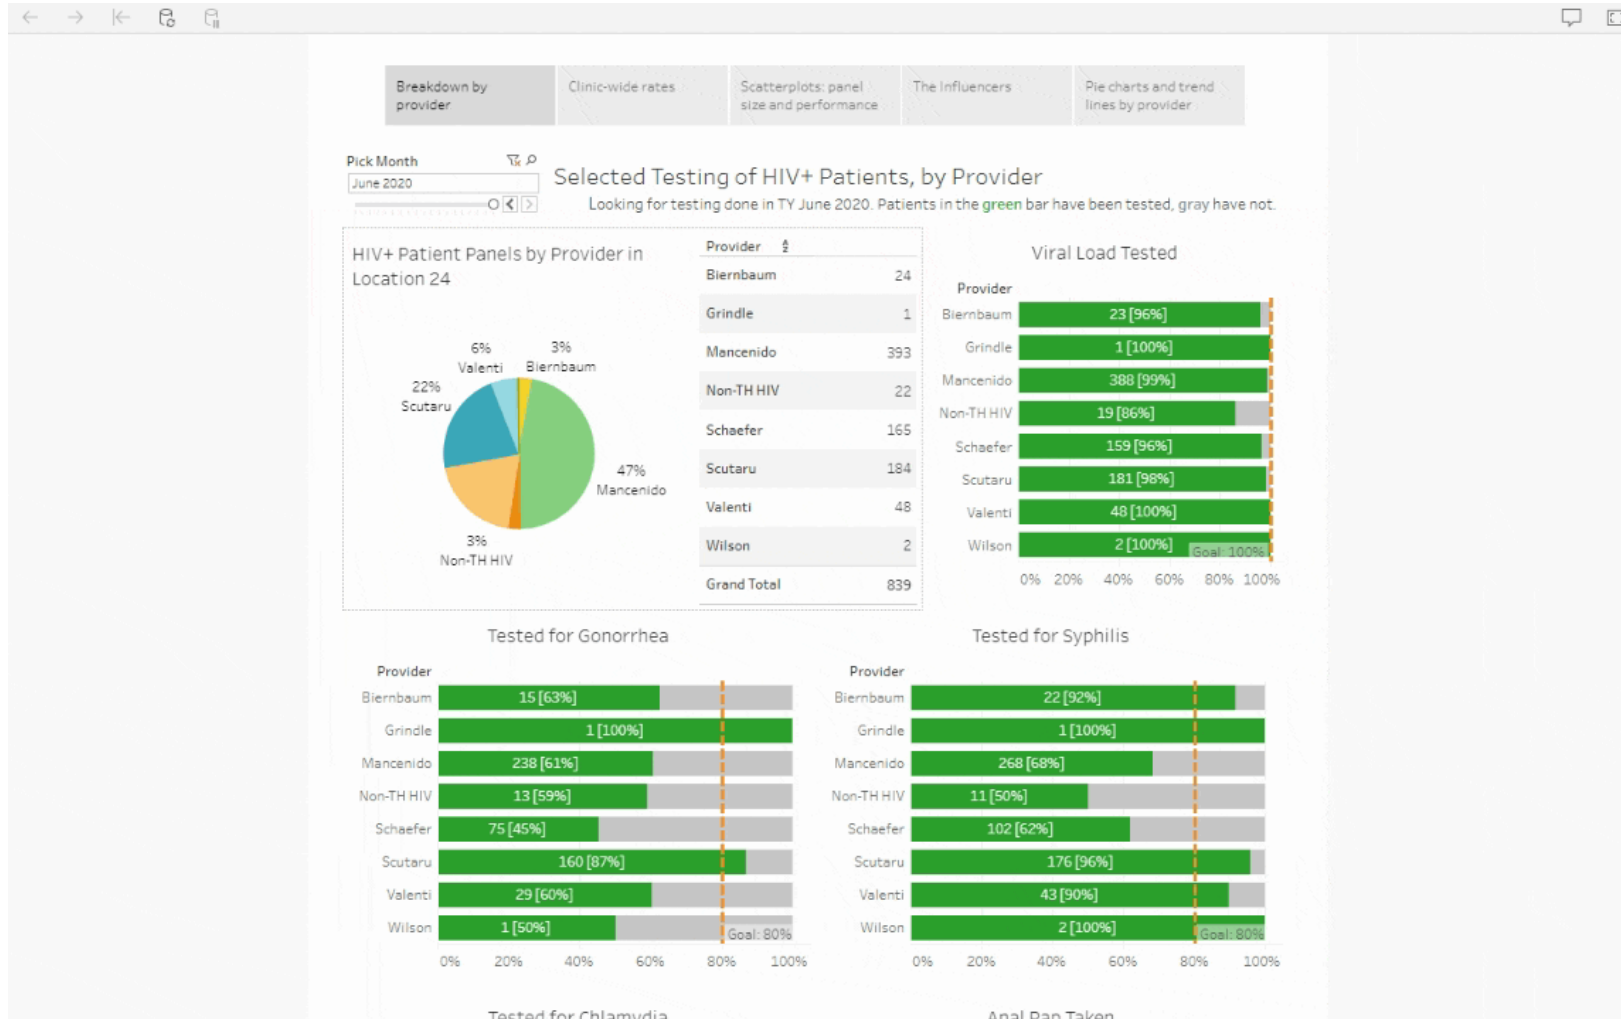 Breakdown by
provider
Clinic-wide rates
Scatterplots: panel
size and performance
The Influencers
Pie charts and trend
lines by provider
Pick Month
June 2020
Selected Testing of HIV+ Patients, by Provider
Looking for testing done in TY June 2020. Patients in the green bar have been tested, gray have not.
HIV+ Patient Panels by Provider in
Location 24
6%
Valenti
3%
Biernbaum
22%
Scutaru
47%
Mancenido
3%
Non-TH HIV
Provider
Biernbaum 24
Grindle 1
Mancenido 393
Non-TH HIV 22
Schaefer 165
Scutaru 184
Valenti 48
Wilson 2
Grand Total 839
Viral Load Tested
Provider
Biernbaum 23 [96%]
Grindle 1 [100%]
Mancenido 388 [99%]
Non-TH HIV 19 [86%]
Schaefer 159 [96%]
Scutaru 181 [98%]
Valenti 48 [100%]
Wilson 2 [100%] Goal: 100%
0% 20% 40% 60% 80% 100%
Tested for Gonorrhea
Provider
Biernbaum 15 [63%]
Grindle 1 [100%]
Mancenido 238 [61%]
Non-TH HIV 13 [59%]
Schaefer 75 [45%]
Scutaru 160 [87%]
Valenti 29 [60%]
Wilson 1 [50%] Goal: 80%
0% 20% 40% 60% 80% 100%
Tested for Syphilis
Provider
Biernbaum 22 [92%]
Grindle 1 [100%]
Mancenido 268 [68%]
Non-TH HIV 11 [50%]
Schaefer 102 [62%]
Scutaru 176 [96%]
Valenti 43 [90%]
Wilson 2 [100%] Goal: 80%
0% 20% 40% 60% 80% 100%
Tested for Chlamydia
Anal Pap Taken